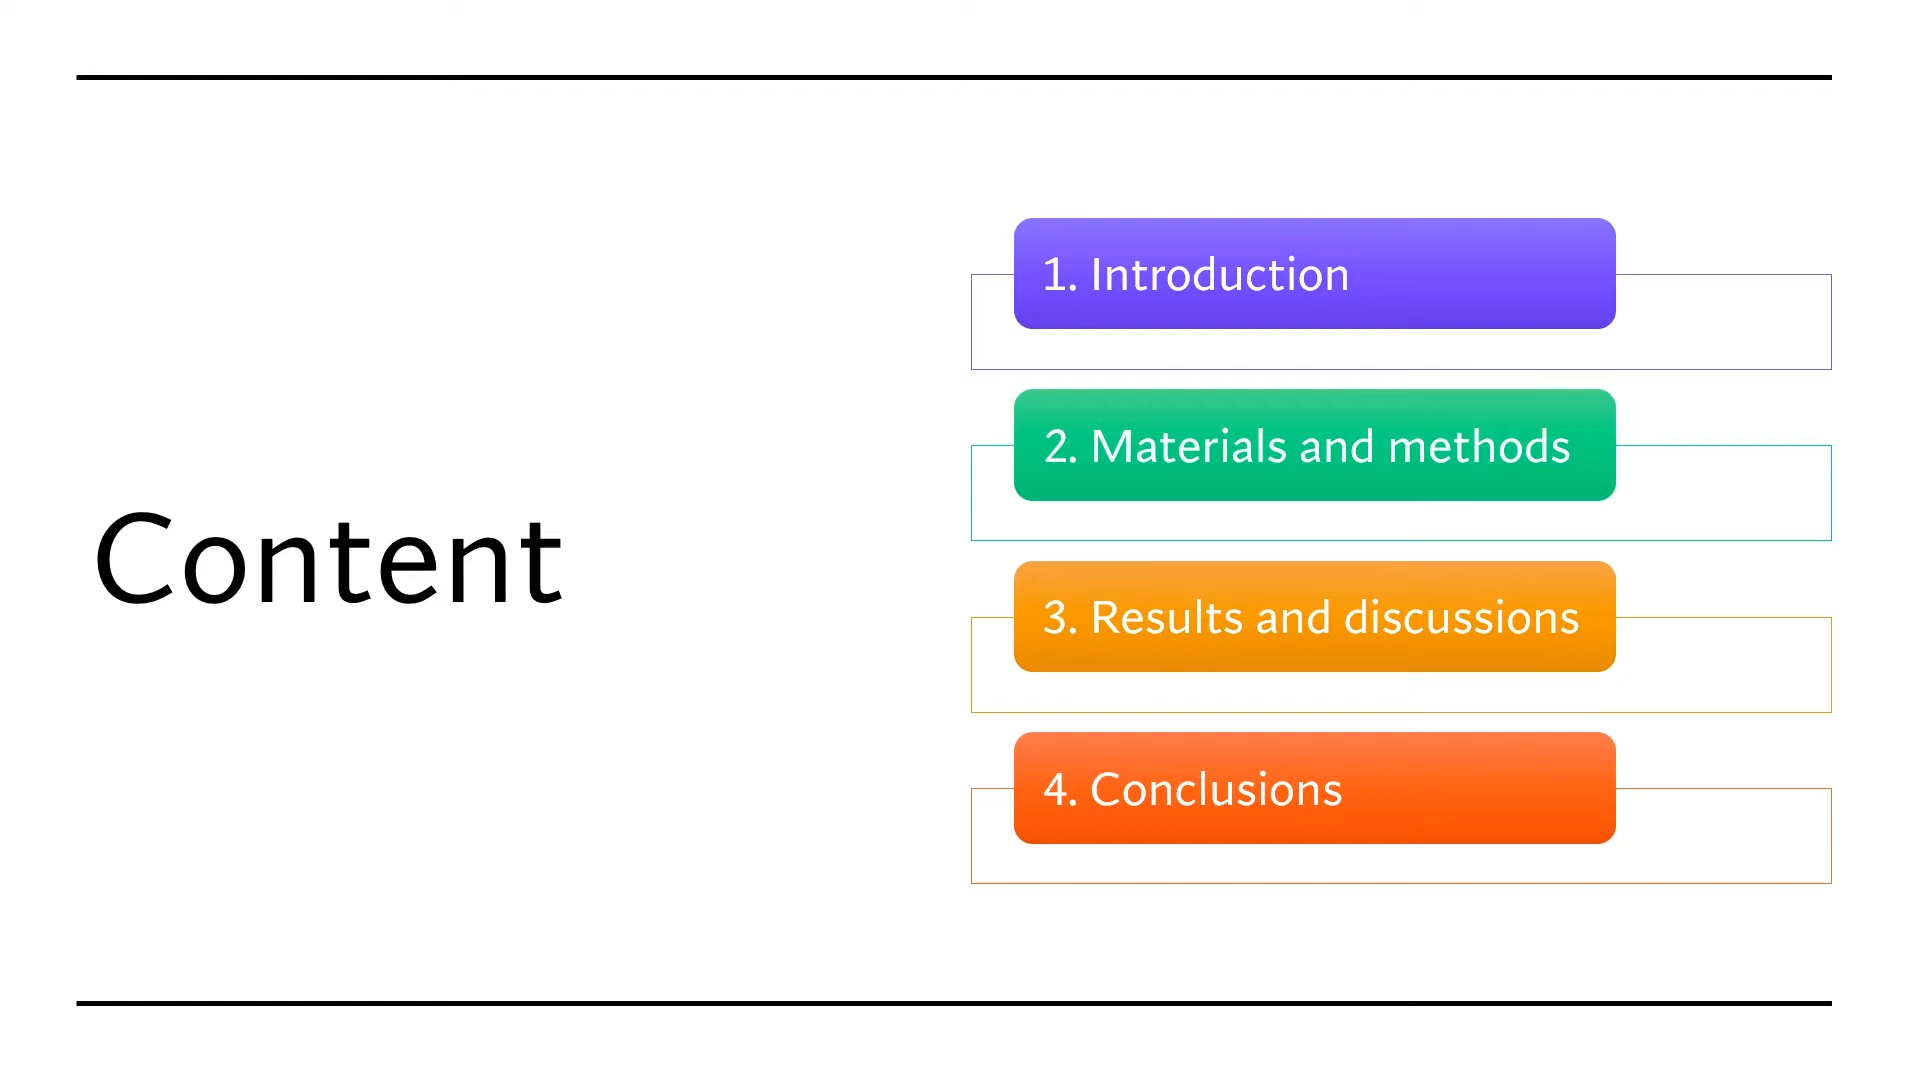 Content
1. Introduction
2. Materials and methods
3. Results and discussions
4. Conclusions